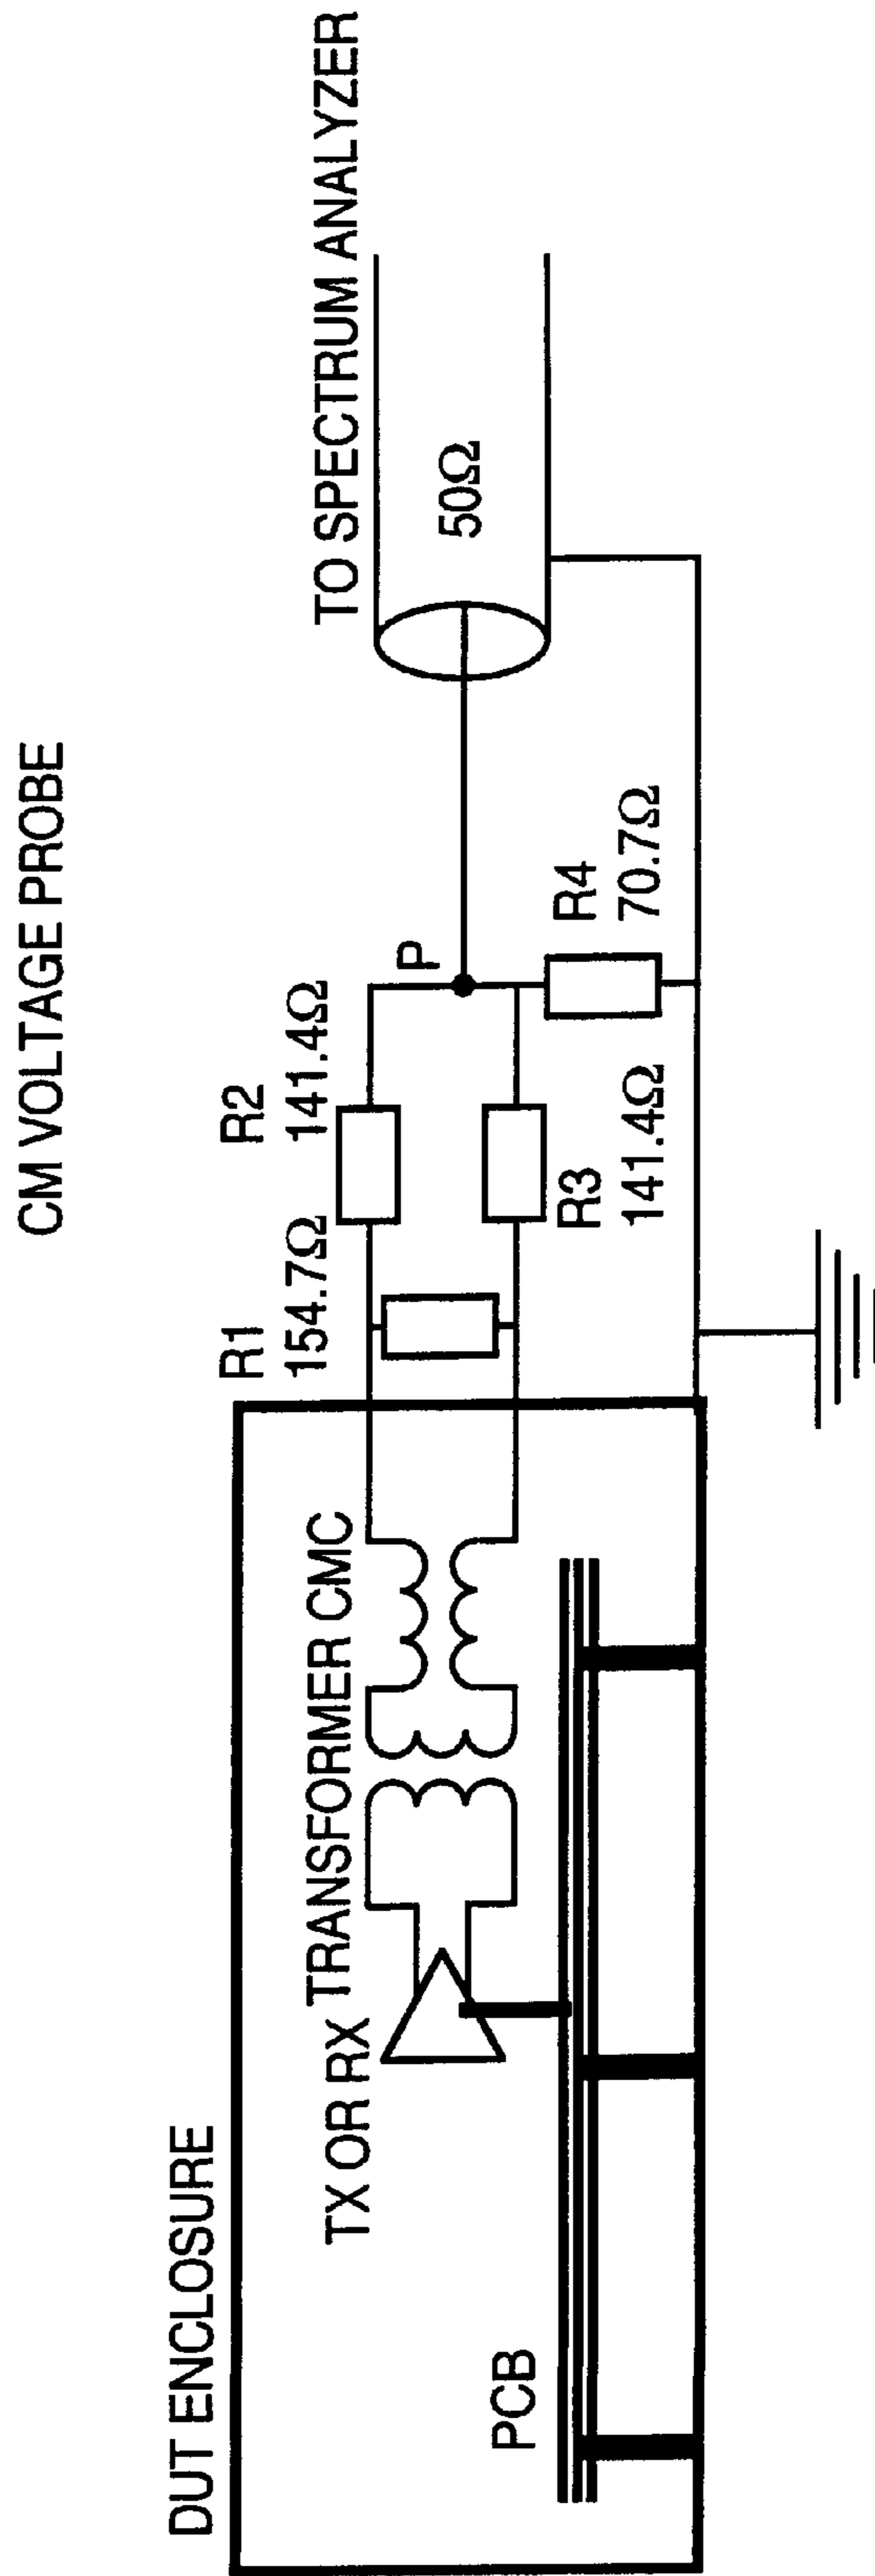 CM VOLTAGE PROBE
DUT ENCLOSURE
TX OR RX
TRANSFORMER CMC
PCB
R1
154.7Ω
R2
141.4Ω
R3
141.4Ω
P
R4
70.7Ω
TO SPECTRUM ANALYZER
50Ω